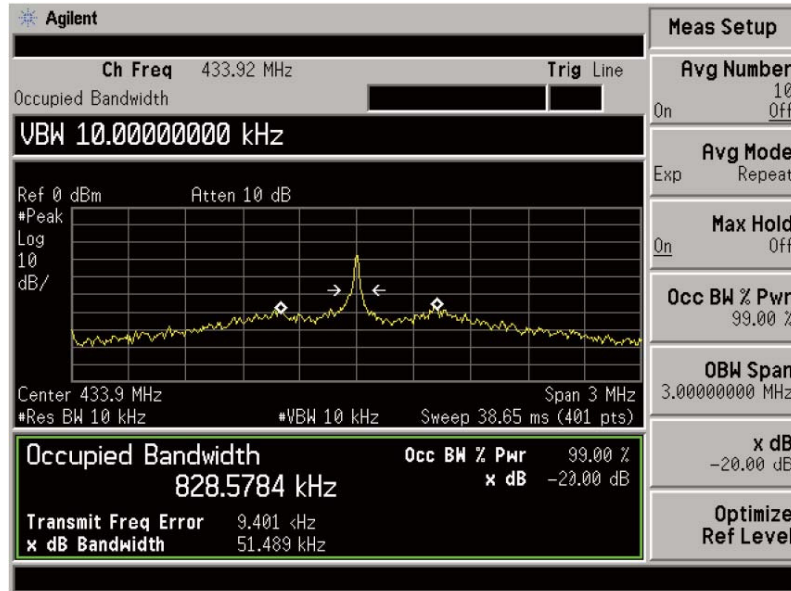 Agilent
Meas Setup
Ch Freq 433.92 MHz Trig Line
Occupied Bandwidth
VBW 10.00000000 kHz
Ref 0 dBm Atten 10 dB
#Peak
Log
10
dB/
Center 433.9 MHz Span 3 MHz
#Res BW 10 kHz #VBW 10 kHz Sweep 38.65 ms (401 pts)
Occupied Bandwidth
828.5784 kHz
Occ BW % Pwr 99.00 %
x dB -20.00 dB
Transmit Freq Error 9.401 kHz
x dB Bandwidth 51.489 kHz
Avg Number
10
On Off
Avg Mode
Exp Repeat
Max Hold
On Off
Occ BW % Pwr
99.00 %
OBW Span
3.00000000 MHz
x dB
-20.00 dB
Optimize
Ref Level